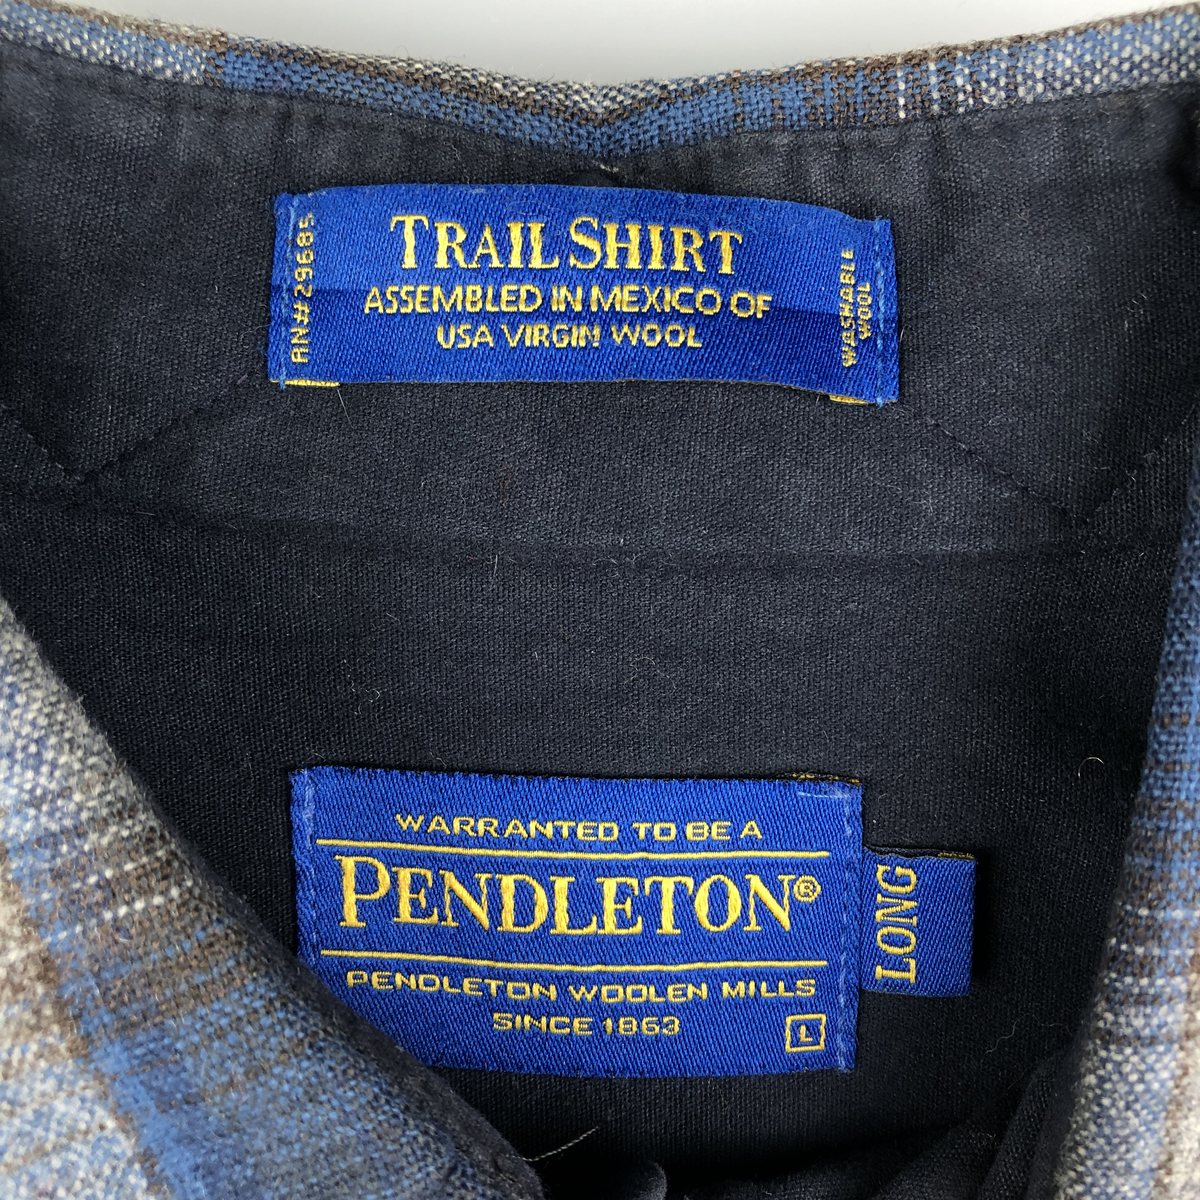 TRAIL SHIRT
ASSEMBLED IN MEXICO OF
USA VIRGIN WOOL
RN# 29685
WASHABLE
WOOL
WARRANTED TO BE A
PENDLETON®
PENDLETON WOOLEN MILLS
SINCE 1863
L
LONG